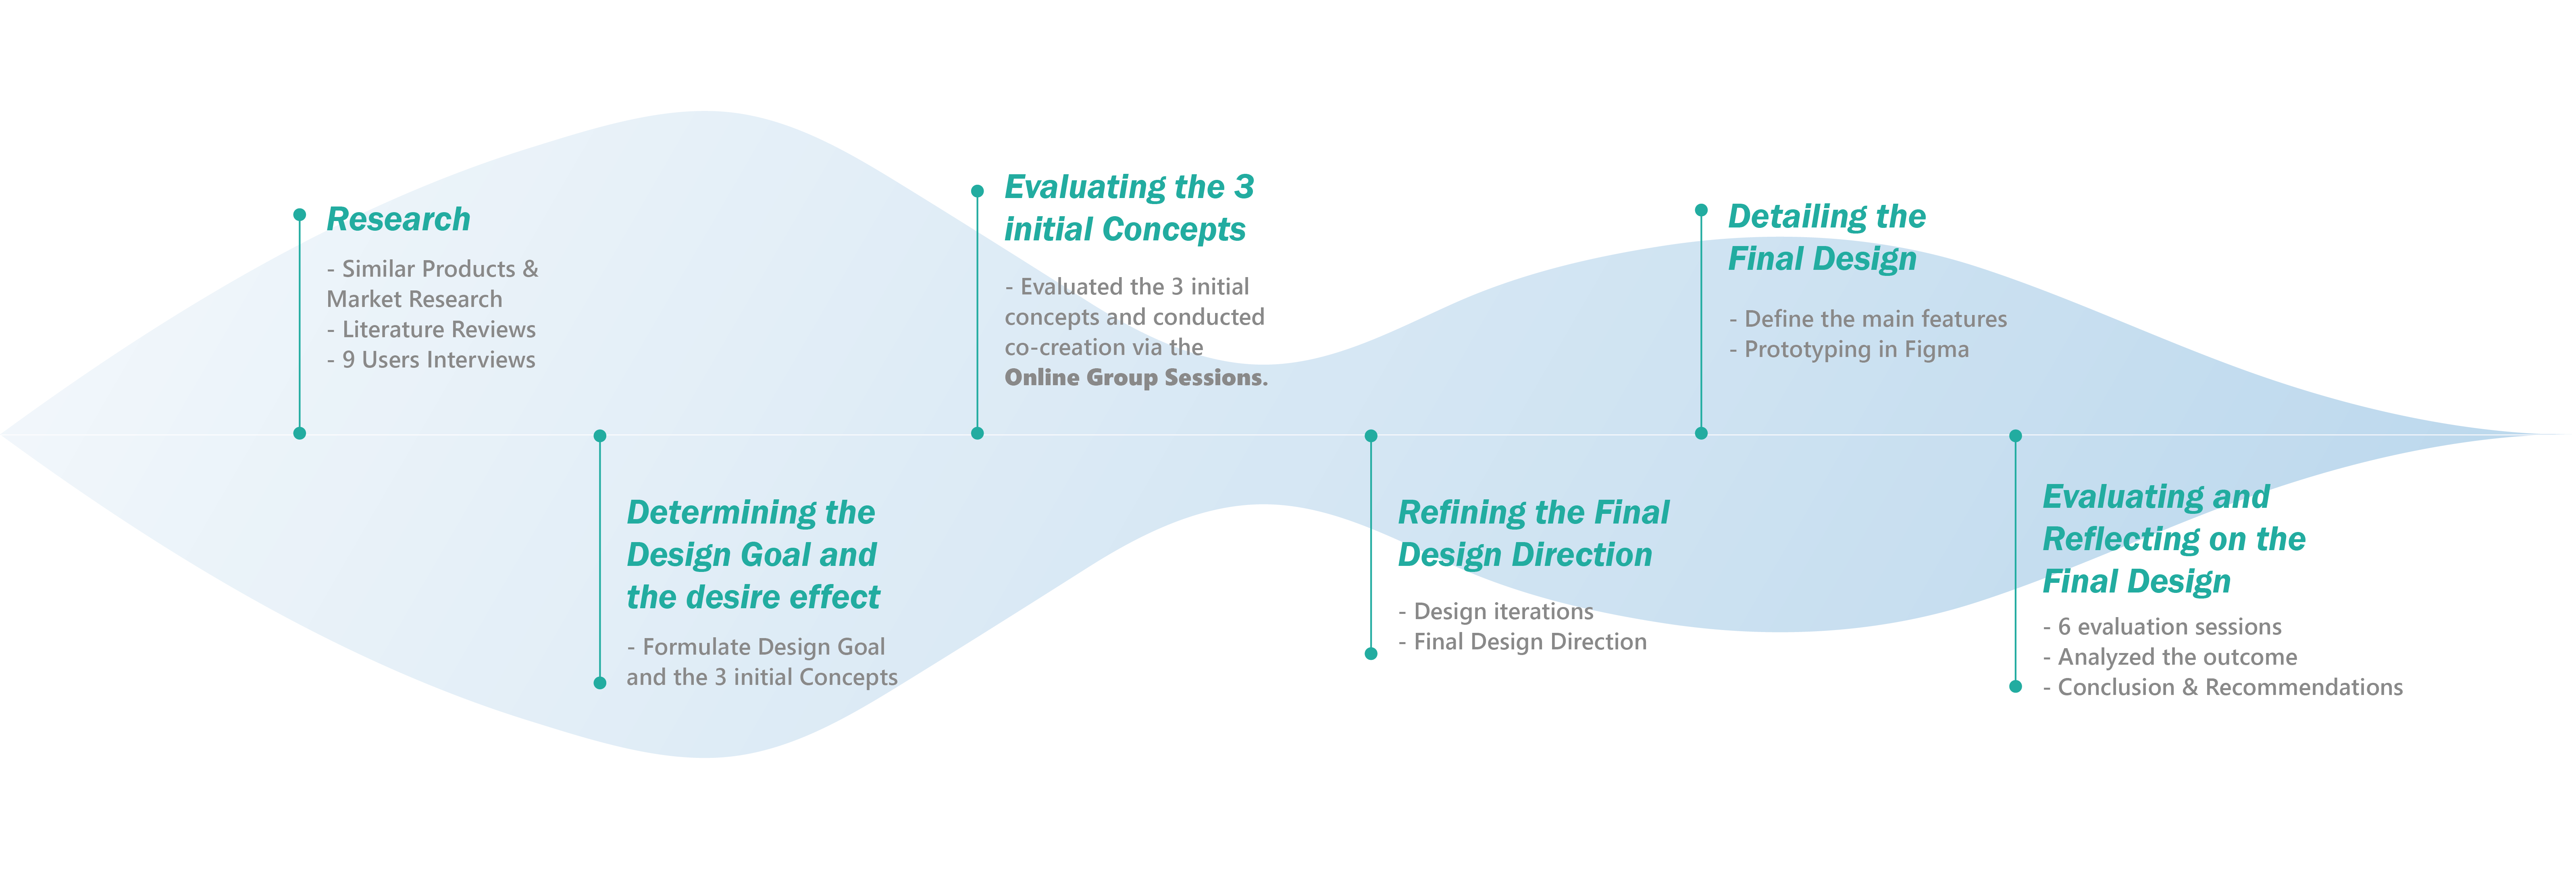 Research
- Similar Products &
Market Research
- Literature Reviews
- 9 Users Interviews
Determining the
Design Goal and
the desire effect
- Formulate Design Goal
and the 3 initial Concepts
Evaluating the 3
initial Concepts
- Evaluated the 3 initial
concepts and conducted
co-creation via the
Online Group Sessions.
Refining the Final
Design Direction
- Design iterations
- Final Design Direction
Detailing the
Final Design
- Define the main features
- Prototyping in Figma
Evaluating and
Reflecting on the
Final Design
- 6 evaluation sessions
- Analyzed the outcome
- Conclusion & Recommendations